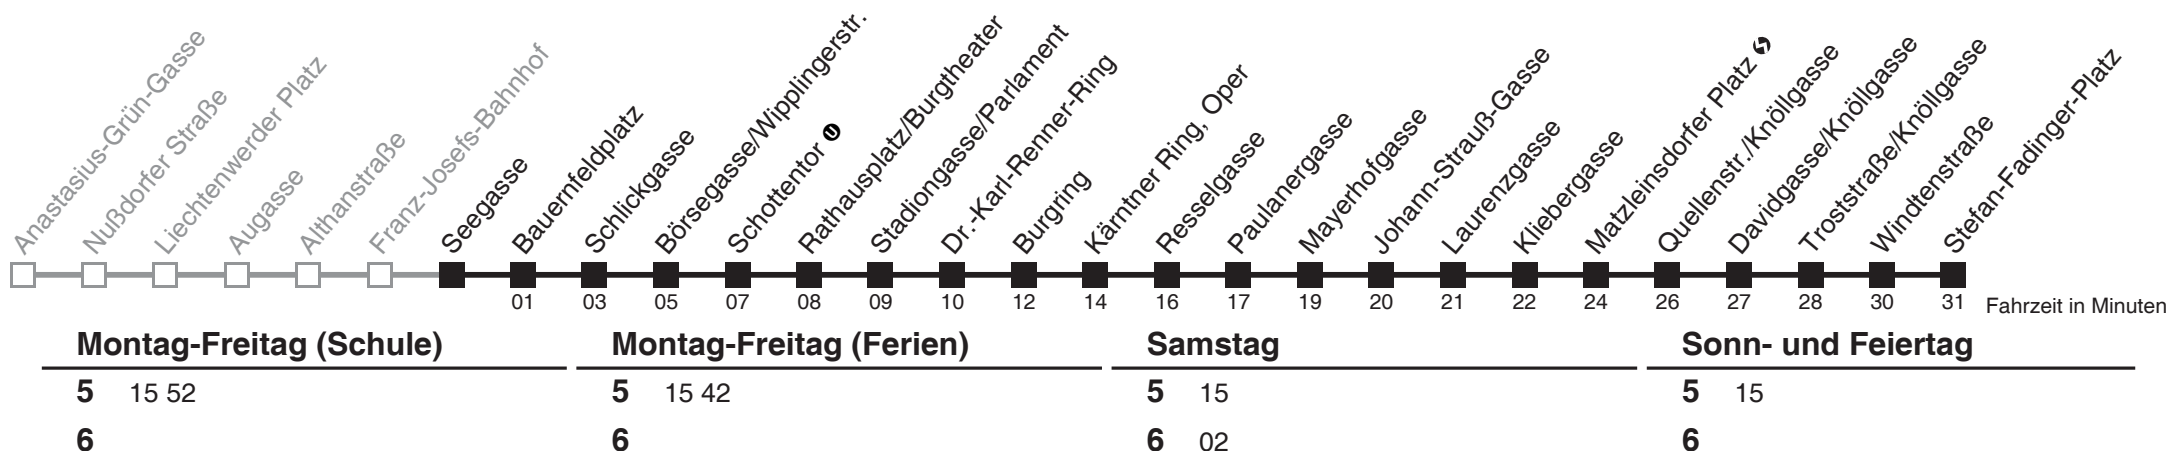 Anastasius-Grün-Gasse
Nußdorfer Straße
Liechtenwerder Platz
Augasse
Althanstraße
Franz-Josefs-Bahnhof
Seegasse
Bauernfeldplatz
Schlickgasse
Börsegasse/Wipplingerstr.
Schottentor U
Rathausplatz/Burgtheater
Stadiongasse/Parlament
Dr.-Karl-Renner-Ring
Burgring
Kärntner Ring, Oper
Resselgasse
Paulanergasse
Mayerhofgasse
Johann-Strauß-Gasse
Laurenzgasse
Kliebergasse
Matzleinsdorfer Platz
Quellenstr./Knöllgasse
Davidgasse/Knöllgasse
Troststraße/Knöllgasse
Windtenstraße
Stefan-Fadinger-Platz
01 03 05 07 08 09 10 12 14 16 17 19 20 21 22 24 26 27 28 30 31 Fahrzeit in Minuten
Montag-Freitag (Schule) Montag-Freitag (Ferien) Samstag Sonn- und Feiertag
5 15 52 5 15 42 5 15 5 15
6 6 6 02 6